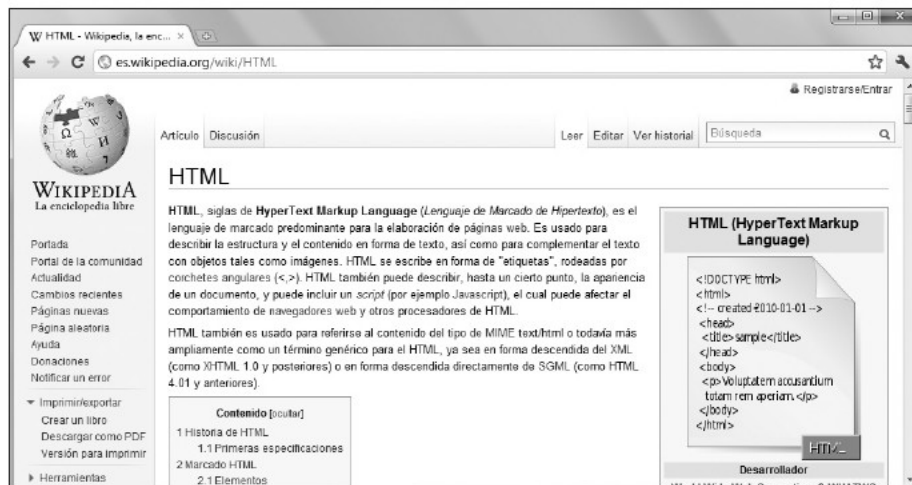 W HTML - Wikipedia, la enc... ×
es.wikipedia.org/wiki/HTML
Registrarse/Entrar
WIKIPEDIA
La enciclopedia libre
Portada
Portal de la comunidad
Actualidad
Cambios recientes
Páginas nuevas
Página aleatoria
Ayuda
Donaciones
Notificar un error
Imprimir/exportar
Crear un libro
Descargar como PDF
Versión para imprimir
Herramientas
Artículo Discusión
Leer Editar Ver historial Búsqueda
HTML
HTML, siglas de HyperText Markup Language (Lenguaje de Marcado de Hipertexto), es el
lenguaje de marcado predominante para la elaboración de páginas web. Es usado para
describir la estructura y el contenido en forma de texto, así como para complementar el texto
con objetos tales como imágenes. HTML se escribe en forma de "etiquetas", rodeadas por
corchetes angulares (<,>). HTML también puede describir, hasta un cierto punto, la apariencia
de un documento, y puede incluir un script (por ejemplo Javascript), el cual puede afectar el
comportamiento de navegadores web y otros procesadores de HTML.
HTML también es usado para referirse al contenido del tipo de MIME text/html o todavía más
ampliamente como un término genérico para el HTML, ya sea en forma descendida del XML
(como XHTML 1.0 y posteriores) o en forma descendida directamente de SGML (como HTML
4.01 y anteriores).
Contenido [ocultar]
1 Historia de HTML
1.1 Primeras especificaciones
2 Marcado HTML
2.1 Elementos
HTML (HyperText Markup
Language)
<!DOCTYPE html>
<html>
<!-- created 2010-01-01 -->
<head>
<title>sample</title>
</head>
<body>
<p>Voluptatem accusantium
totam rem aperiam.</p>
</body>
</html>
HTML
Desarrollador